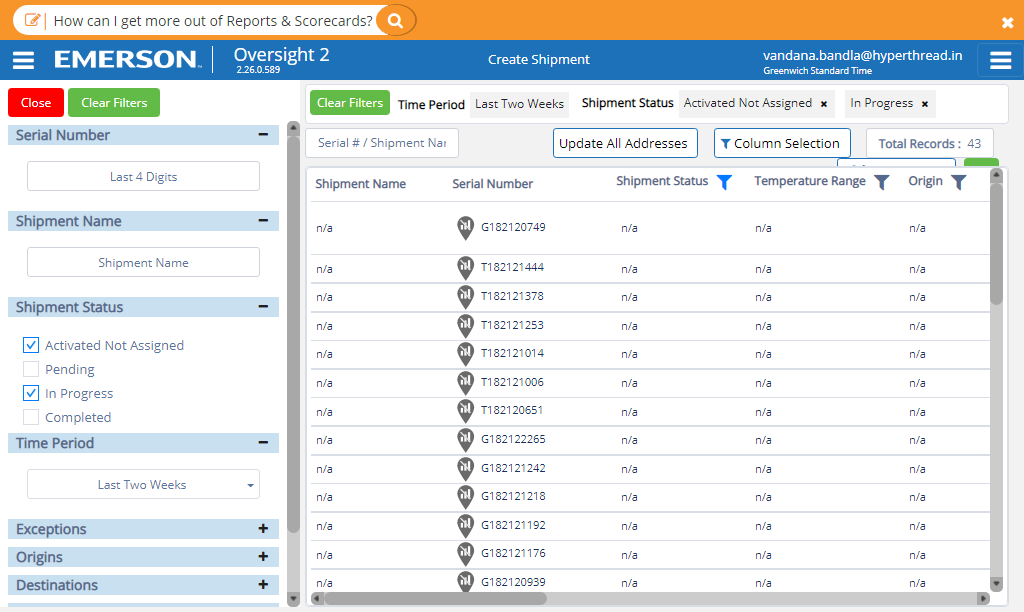 How can I get more out of Reports & Scorecards?
EMERSON
Oversight 2
2.26.0.589
Create Shipment
vandana.bandla@hyperthread.in
Greenwich Standard Time
Close
Clear Filters
Serial Number
Last 4 Digits
Shipment Name
Shipment Name
Shipment Status
Activated Not Assigned
Pending
In Progress
Completed
Time Period
Last Two Weeks
Exceptions
Origins
Destinations
Clear Filters
Time Period
Last Two Weeks
Shipment Status
Activated Not Assigned ×
In Progress ×
Serial # / Shipment Nar
Update All Addresses
Column Selection
Total Records : 43
Shipment Name Serial Number Shipment Status Temperature Range Origin
n/a G182120749 n/a n/a n/a
n/a T182121444 n/a n/a n/a
n/a T182121378 n/a n/a n/a
n/a T182121253 n/a n/a n/a
n/a T182121014 n/a n/a n/a
n/a T182121006 n/a n/a n/a
n/a T182120651 n/a n/a n/a
n/a G182122265 n/a n/a n/a
n/a G182121242 n/a n/a n/a
n/a G182121218 n/a n/a n/a
n/a G182121192 n/a n/a n/a
n/a G182121176 n/a n/a n/a
n/a G182120939 n/a n/a n/a